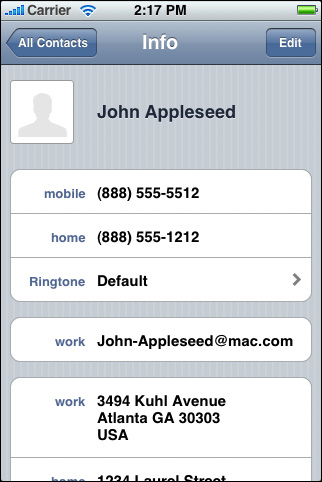 Carrier 2:17 PM
All Contacts Info Edit
John Appleseed
mobile (888) 555-5512
home (888) 555-1212
Ringtone Default
work John-Appleseed@mac.com
work 3494 Kuhl Avenue
Atlanta GA 30303
USA
home 1234 Laurel Street